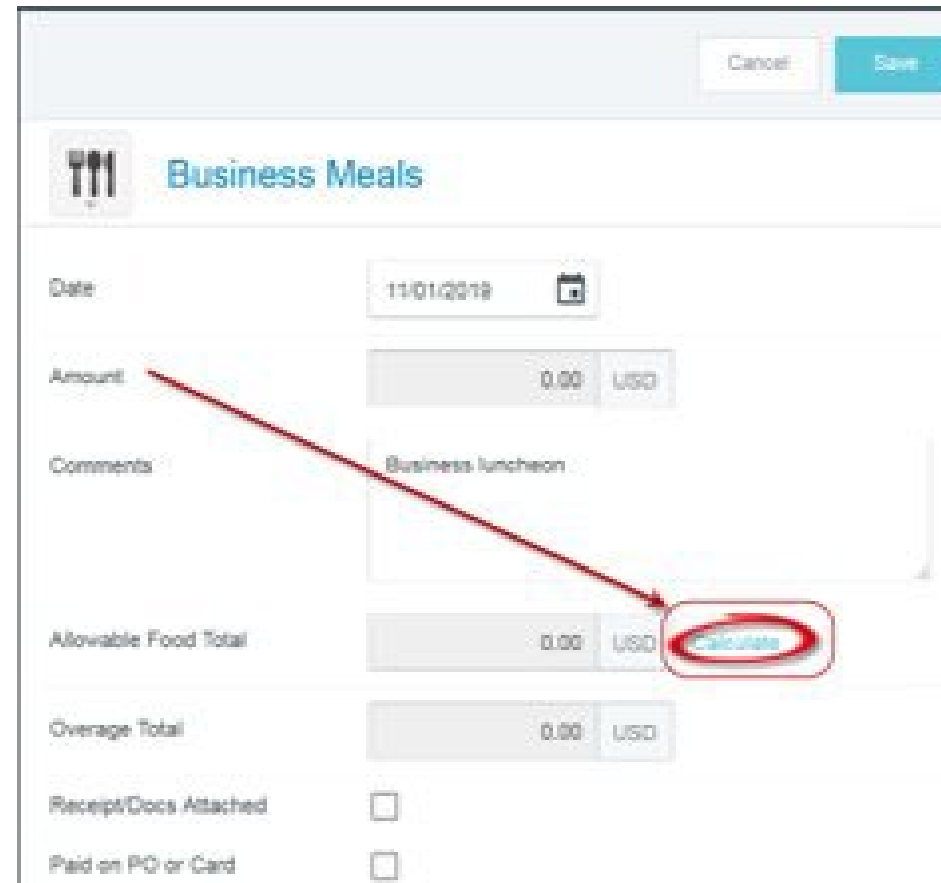 Cancel Save
Business Meals
Date 11/01/2019
Amount 0.00 USD
Comments Business luncheon
Allowable Food Total 0.00 USD Calculate
Overage Total 0.00 USD
Receipt/Docs Attached
Paid on PO or Card